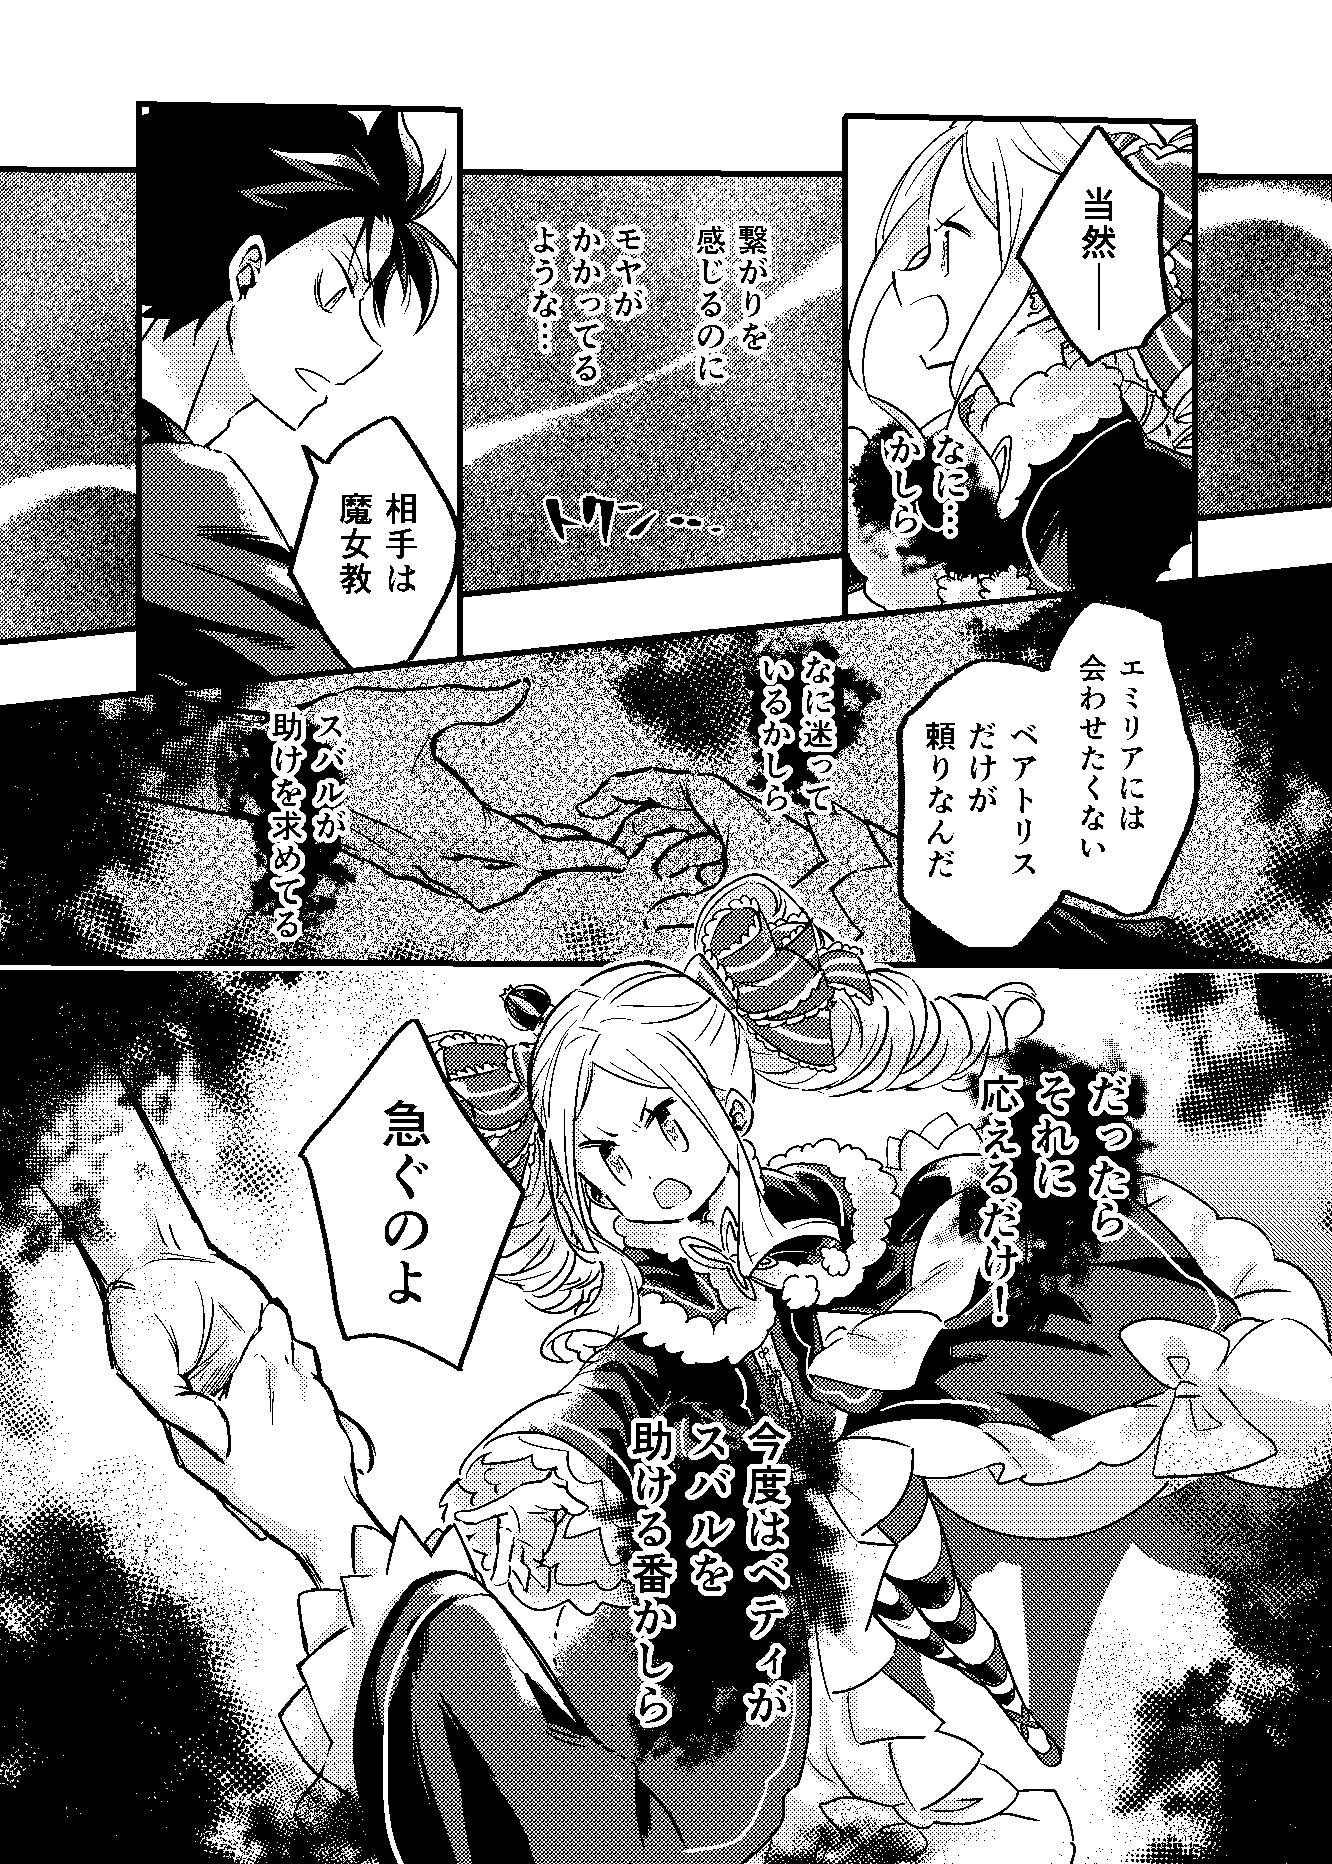 当然――
なに…
かしら
繋がりを
感じるのに
モヤが
かかってる
ような…
トクン…
相手は
魔女教
エミリアには
会わせたくない
ベアトリス
だけが
頼りなんだ
なに迷って
いるかしら
スバルが
助けを求めてる
だったら
それに
応えるだけ!
急ぐのよ
今度はベティが
スバルを
助ける番かしら